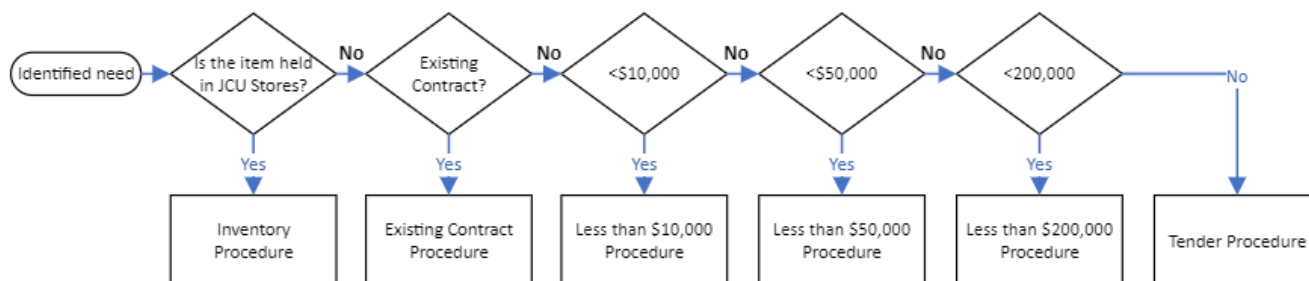 Identified need
Is the item held
in JCU Stores?
No
Existing
Contract?
No
<$10,000
No
<$50,000
No
<200,000
No
Yes
Yes
Yes
Yes
Yes
Inventory
Procedure
Existing Contract
Procedure
Less than $10,000
Procedure
Less than $50,000
Procedure
Less than $200,000
Procedure
Tender Procedure